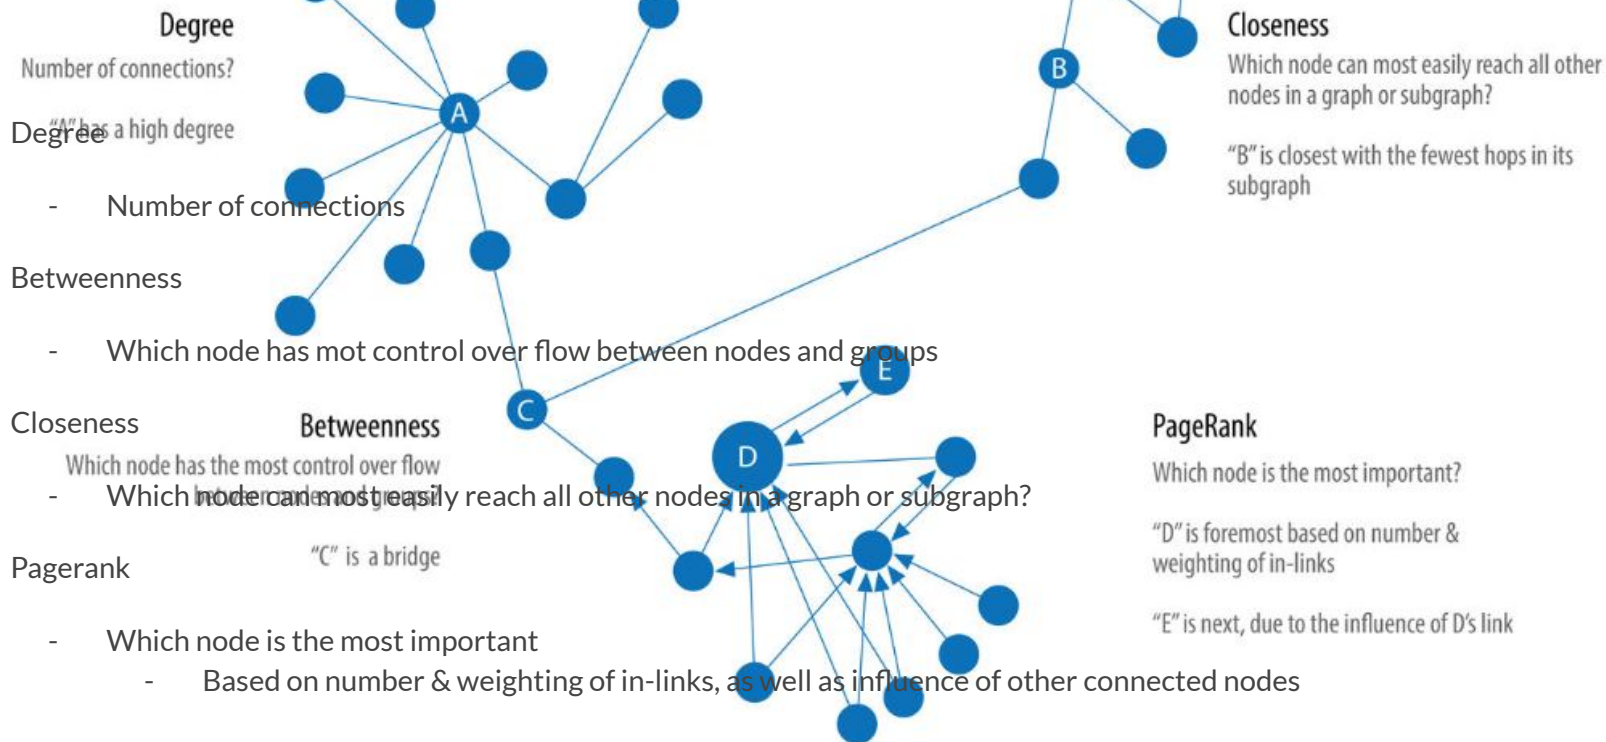 Degree
Number of connections?
“A” has a high degree
Closeness
Which node can most easily reach all other
nodes in a graph or subgraph?
“B” is closest with the fewest hops in its
subgraph
A
B
C
D
E
Degree
- Number of connections
Betweenness
- Which node has mot control over flow between nodes and groups
Closeness
- Which node can most easily reach all other nodes in a graph or subgraph?
Pagerank
- Which node is the most important
- Based on number & weighting of in-links, as well as influence of other connected nodes
Betweenness
Which node has the most control over flow
between nodes and groups?
“C” is a bridge
PageRank
Which node is the most important?
“D” is foremost based on number &
weighting of in-links
“E” is next, due to the influence of D’s link